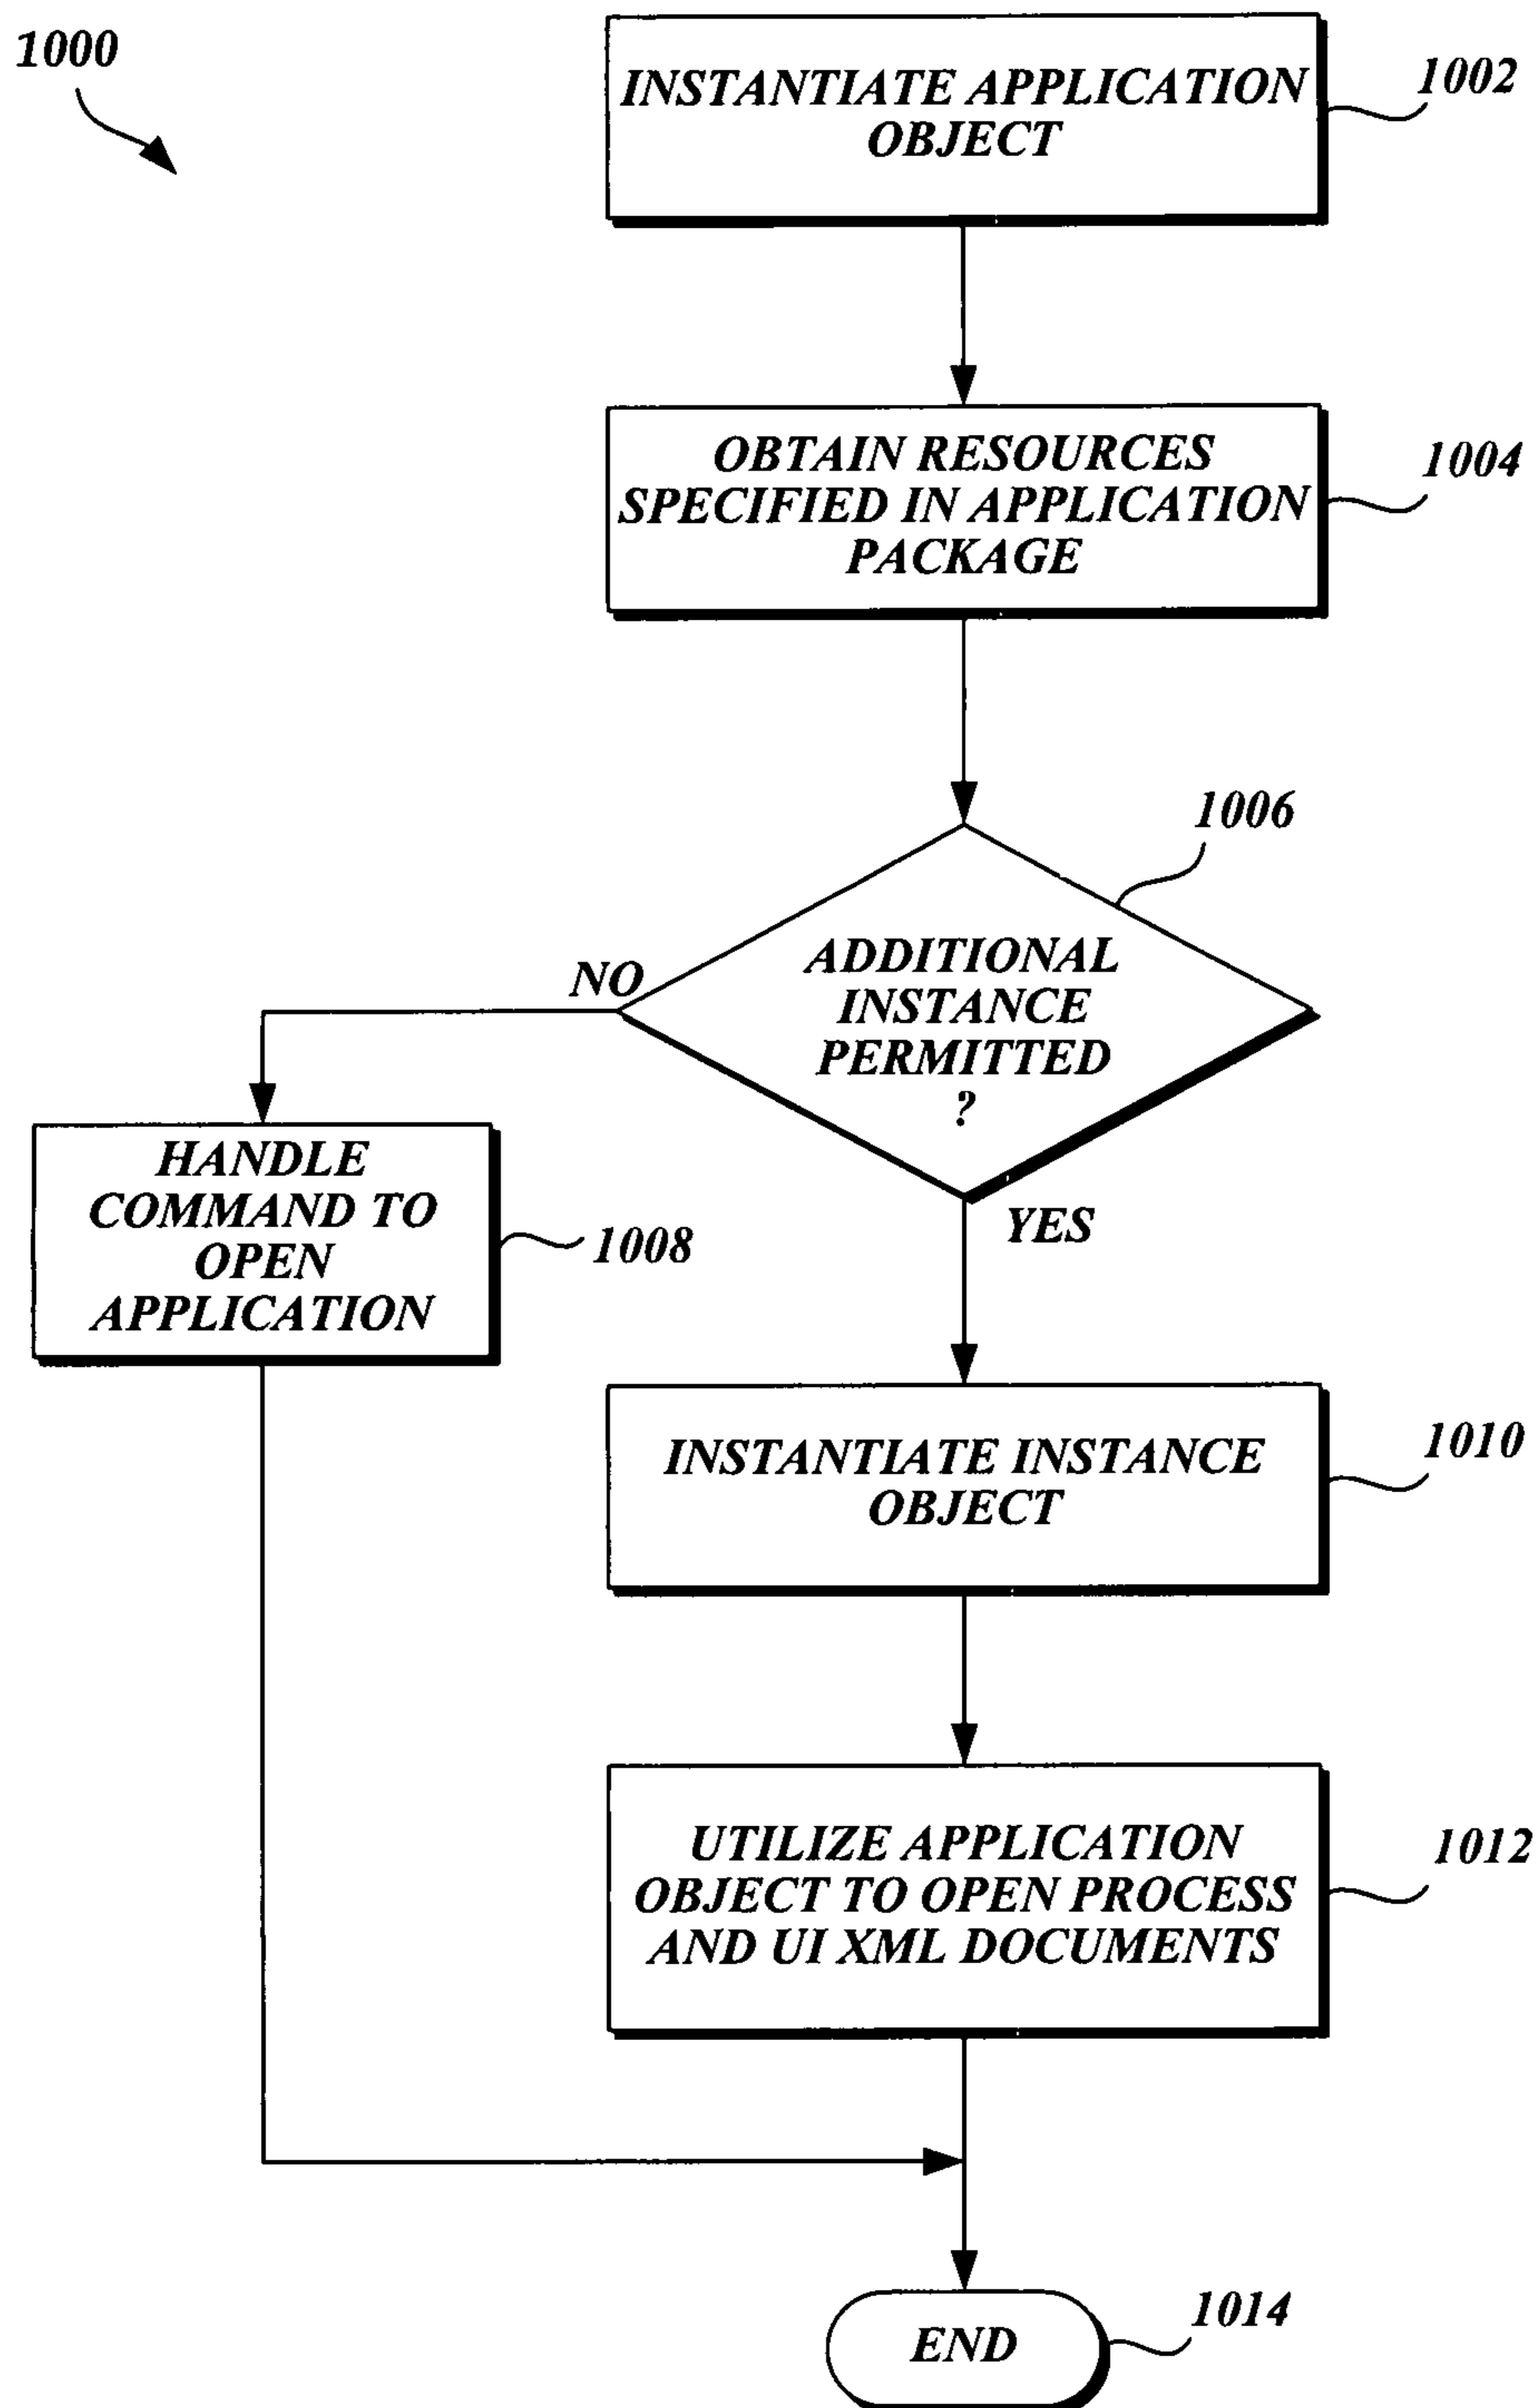 1000
INSTANTIATE APPLICATION
OBJECT
1002
OBTAIN RESOURCES
SPECIFIED IN APPLICATION
PACKAGE
1004
1006
ADDITIONAL
INSTANCE
PERMITTED
?
NO
YES
HANDLE
COMMAND TO
OPEN
APPLICATION
1008
INSTANTIATE INSTANCE
OBJECT
1010
UTILIZE APPLICATION
OBJECT TO OPEN PROCESS
AND UI XML DOCUMENTS
1012
END
1014